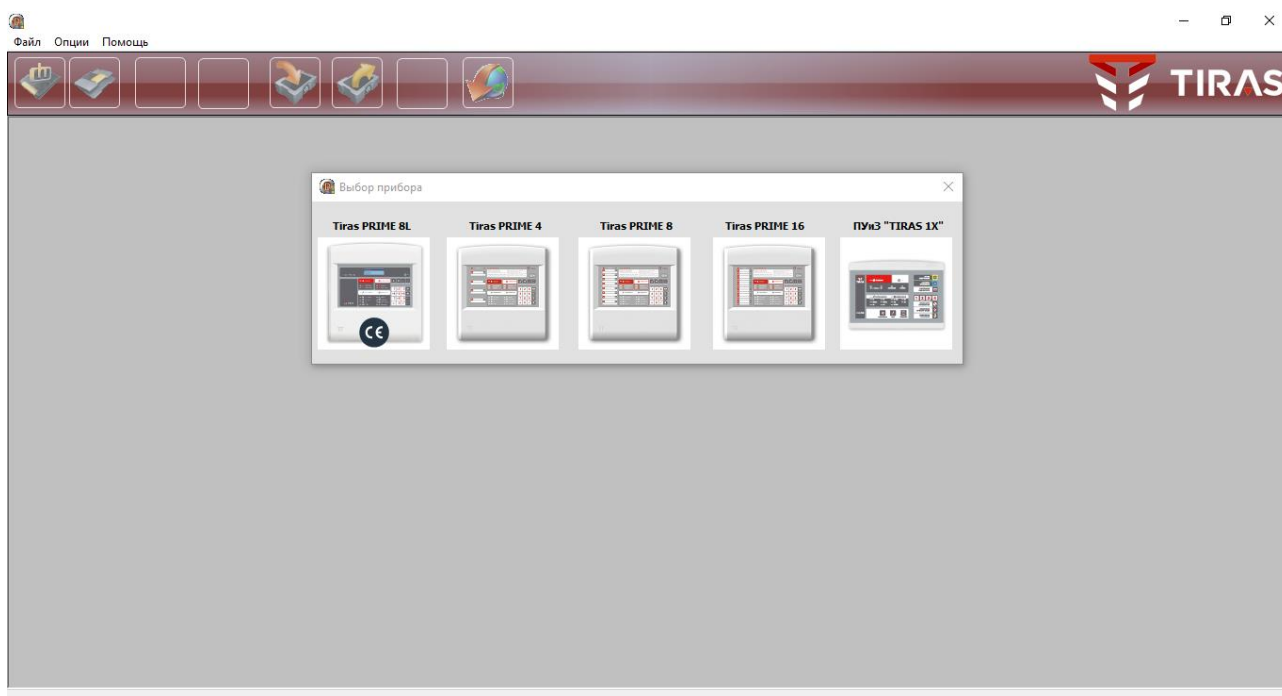 Файл Опции Помощь
TIRAS
Выбор прибора
Tiras PRIME 8L Tiras PRIME 4 Tiras PRIME 8 Tiras PRIME 16 ПУиЗ "TIRAS 1X"
CE